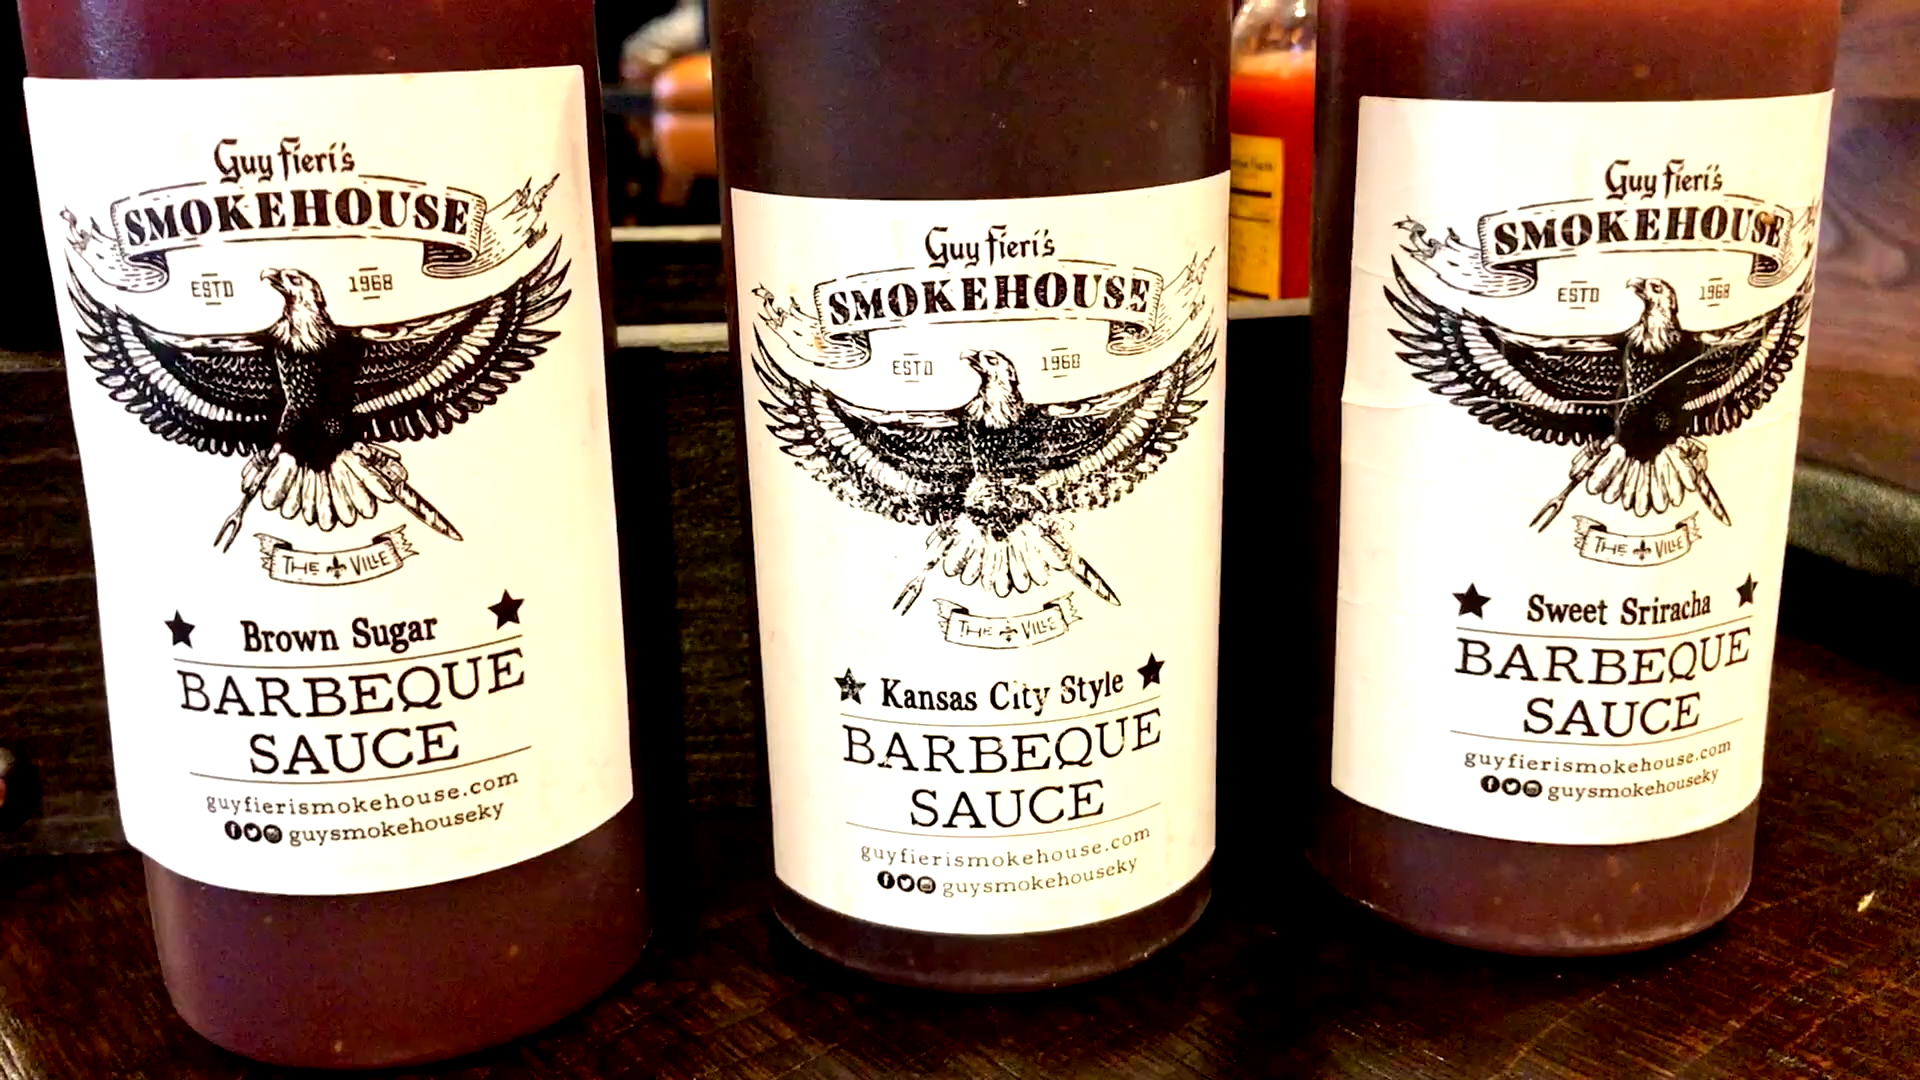 Guy Fieri's
SMOKEHOUSE
ESTD 1968
THE VILLE
Brown Sugar
BARBEQUE
SAUCE
guyfierismokehouse.com
guysmokehouseky
Guy Fieri's
SMOKEHOUSE
ESTD 1968
THE VILLE
Kansas City Style
BARBEQUE
SAUCE
guyfierismokehouse.com
guysmokehouseky
Guy Fieri's
SMOKEHOUSE
ESTD 1968
THE VILLE
Sweet Sriracha
BARBEQUE
SAUCE
guyfierismokehouse.com
guysmokehouseky